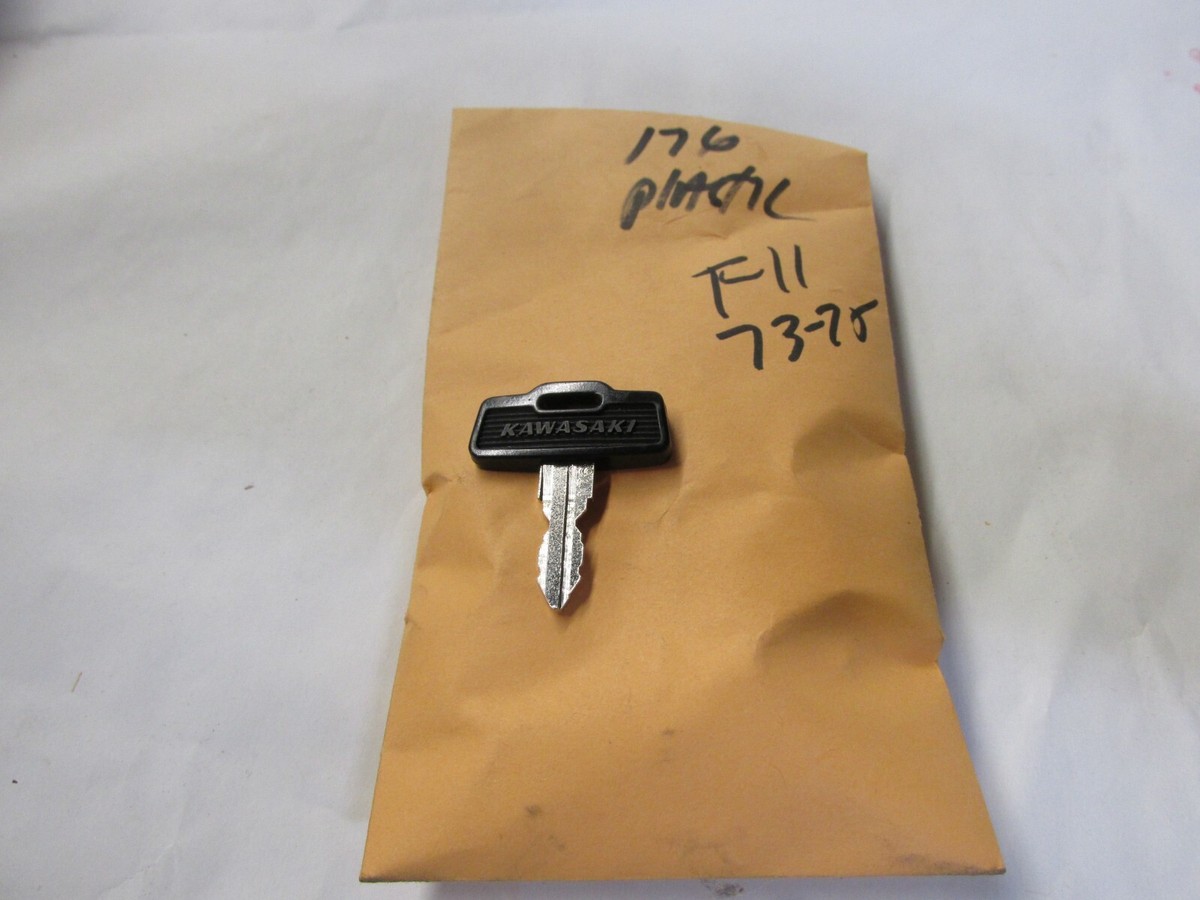 176
PlAStIC
F11
73-75
KAWASAKI